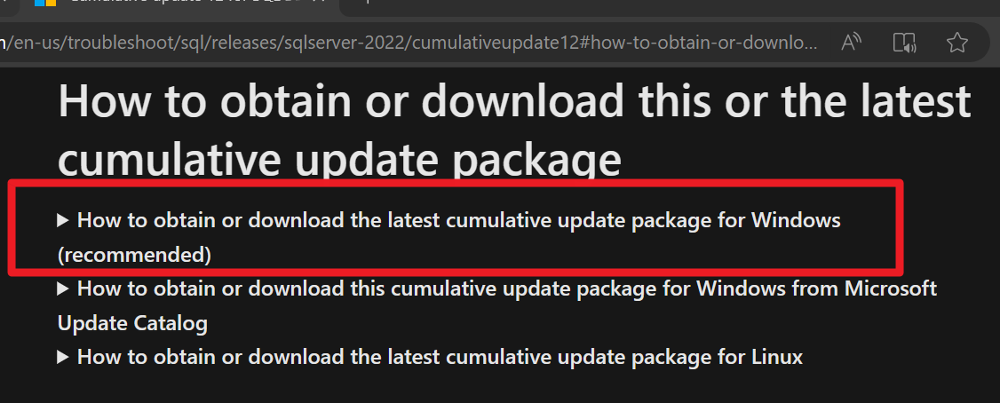 /en-us/troubleshoot/sql/releases/sqlserver-2022/cumulativeupdate12#how-to-obtain-or-downlo...
How to obtain or download this or the latest
cumulative update package
▶ How to obtain or download the latest cumulative update package for Windows
(recommended)
▶ How to obtain or download this cumulative update package for Windows from Microsoft
Update Catalog
▶ How to obtain or download the latest cumulative update package for Linux